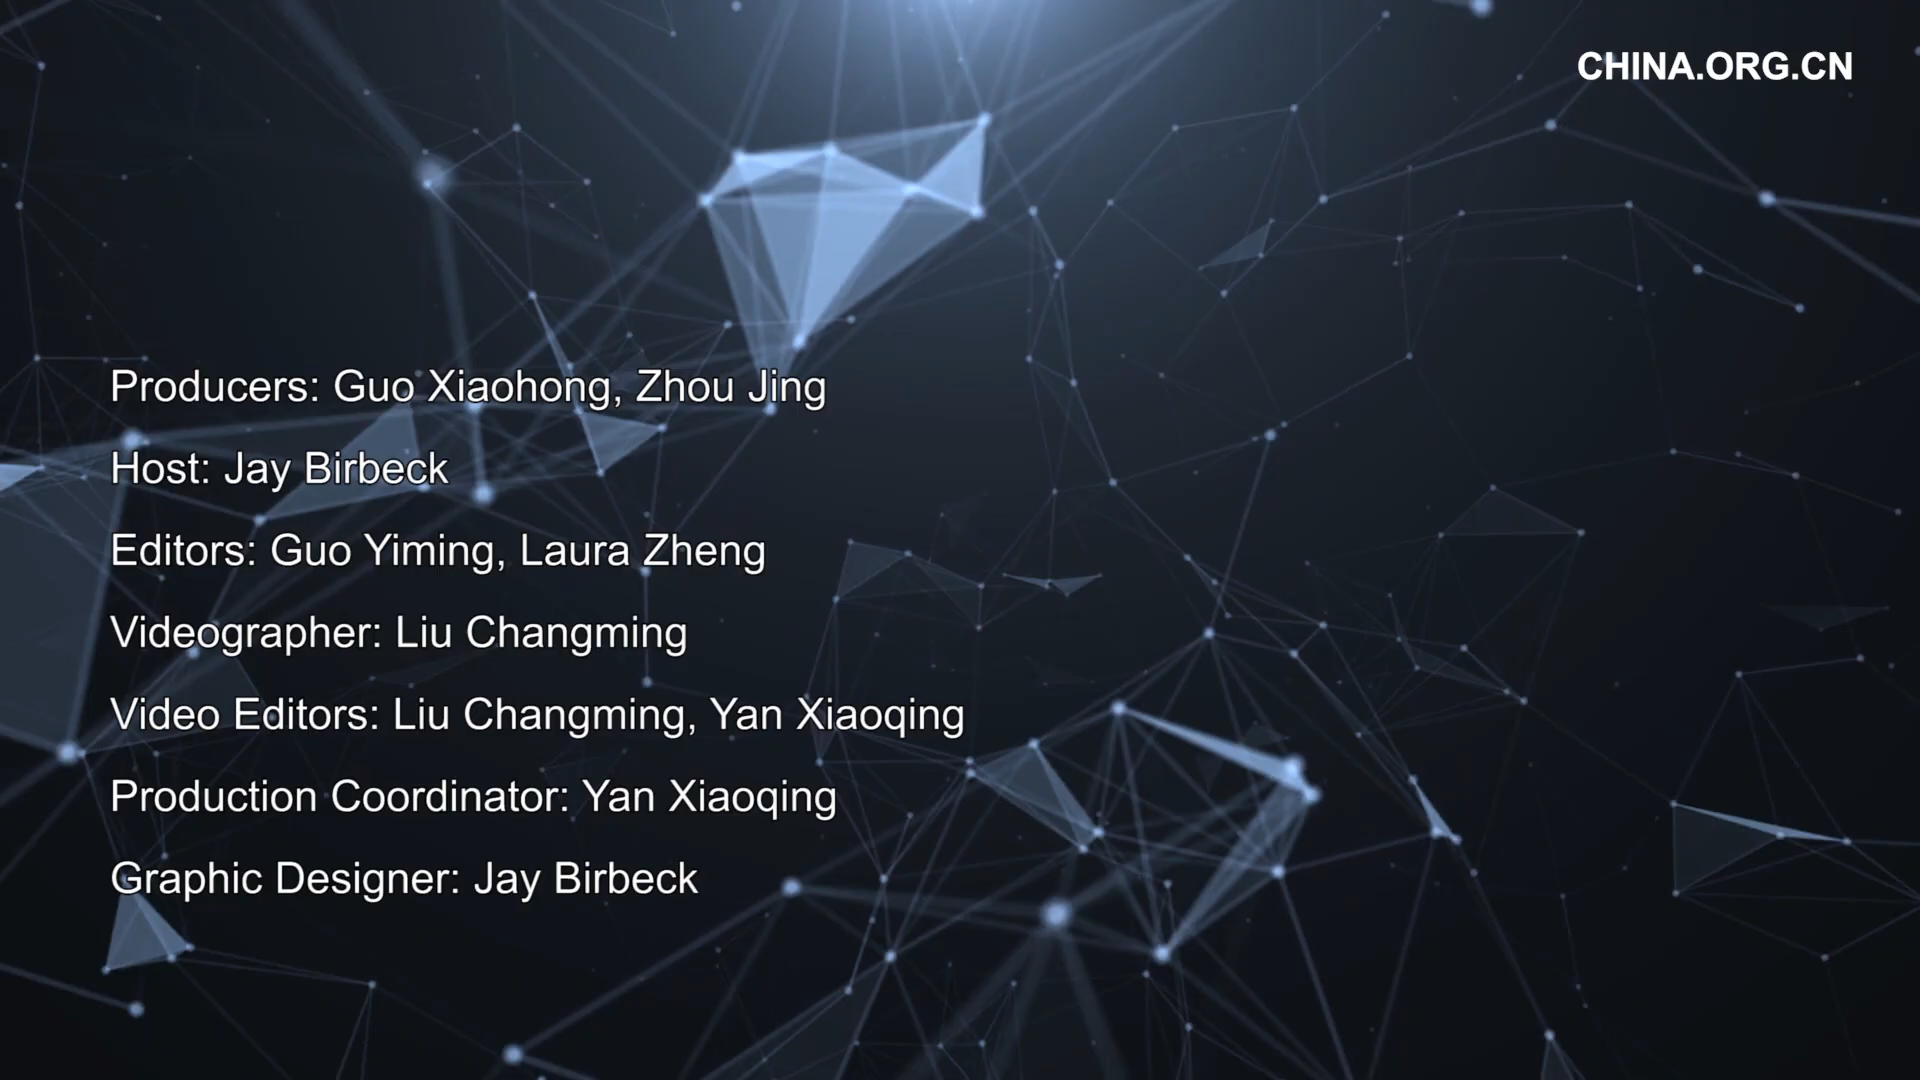 CHINA.ORG.CN
Producers: Guo Xiaohong, Zhou Jing
Host: Jay Birbeck
Editors: Guo Yiming, Laura Zheng
Videographer: Liu Changming
Video Editors: Liu Changming, Yan Xiaoqing
Production Coordinator: Yan Xiaoqing
Graphic Designer: Jay Birbeck